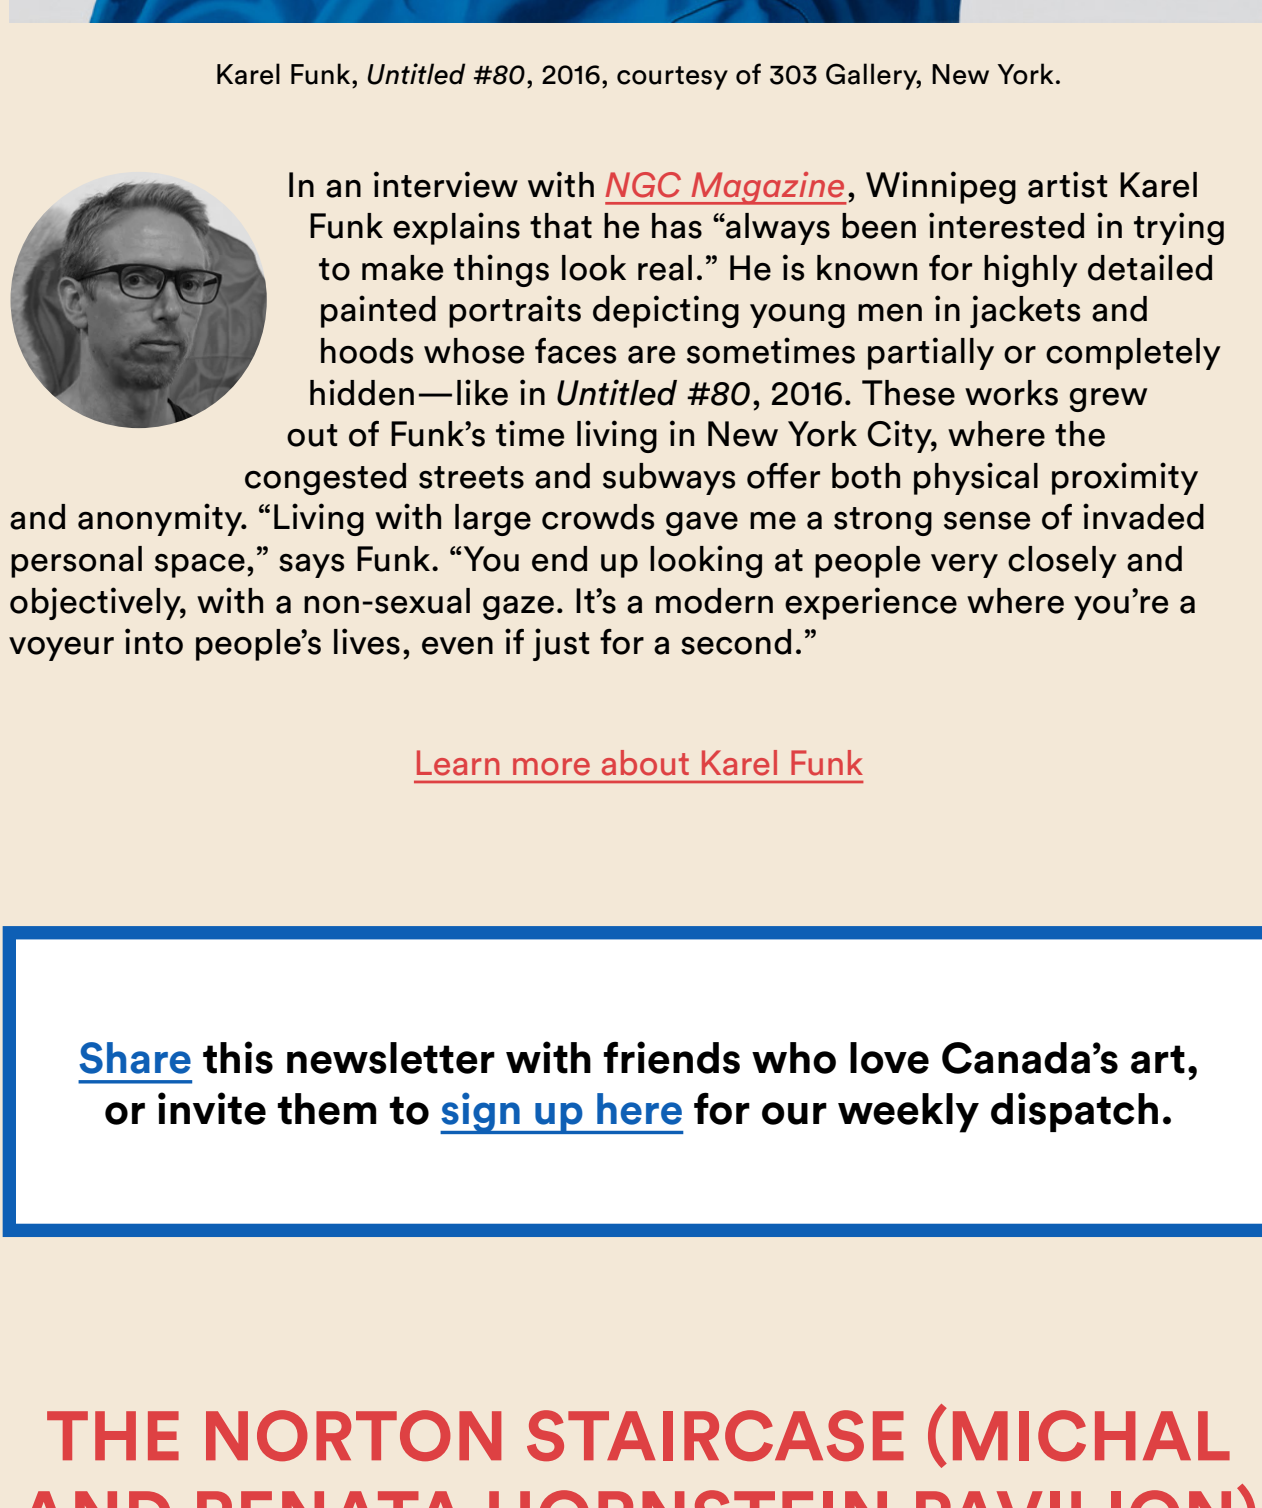 Karel Funk, Untitled #80, 2016, courtesy of 303 Gallery, New York.
In an interview with NGC Magazine, Winnipeg artist Karel
Funk explains that he has “always been interested in trying
to make things look real.” He is known for highly detailed
painted portraits depicting young men in jackets and
hoods whose faces are sometimes partially or completely
hidden—like in Untitled #80, 2016. These works grew
out of Funk’s time living in New York City, where the
congested streets and subways offer both physical proximity
and anonymity. “Living with large crowds gave me a strong sense of invaded
personal space,” says Funk. “You end up looking at people very closely and
objectively, with a non-sexual gaze. It’s a modern experience where you’re a
voyeur into people’s lives, even if just for a second.”
Learn more about Karel Funk
Share this newsletter with friends who love Canada’s art,
or invite them to sign up here for our weekly dispatch.
THE NORTON STAIRCASE (MICHAL
AND RENATA HORNSTEIN PAVILION)